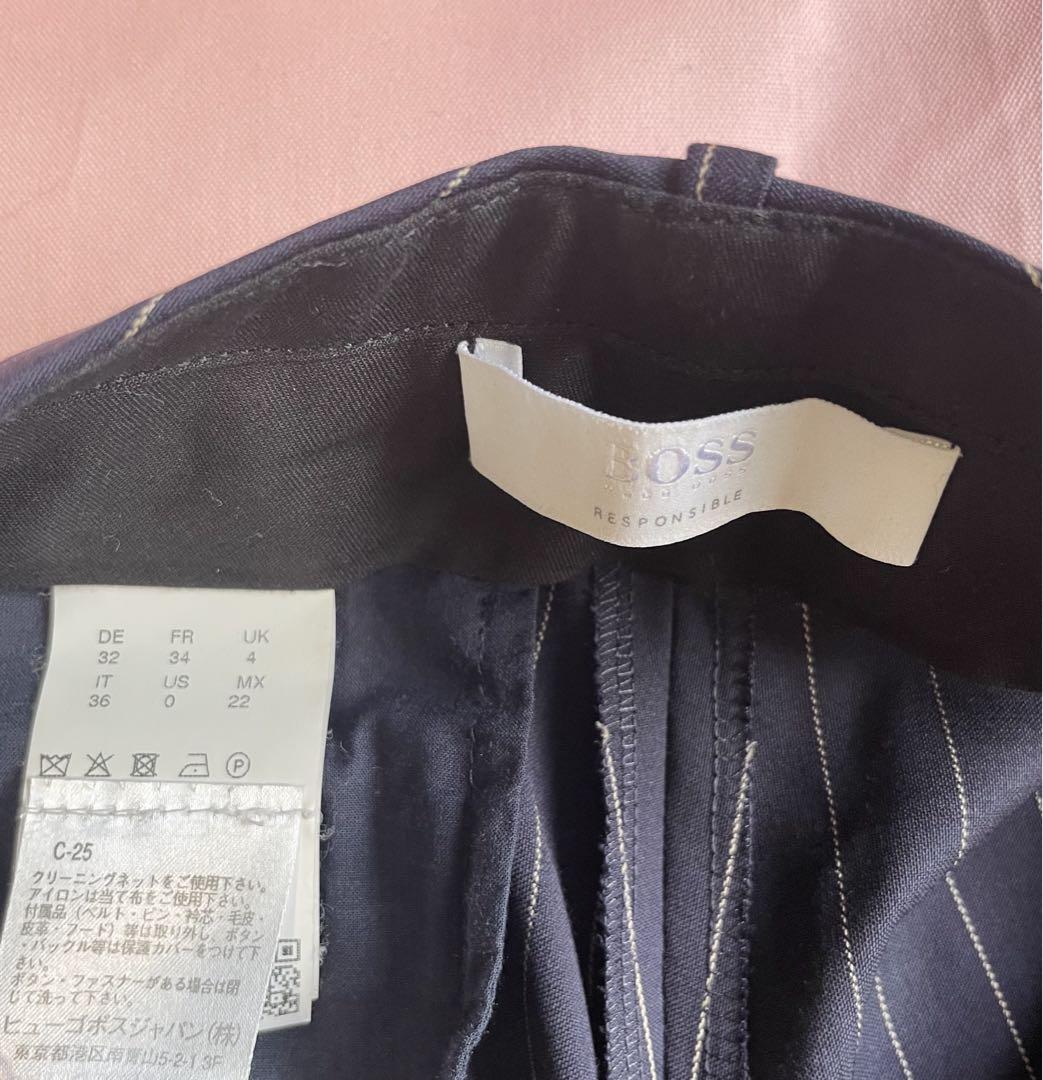 BOSS
HUGO BOSS
RESPONSIBLE
DE FR UK
32 34 4
IT US MX
36 0 22
P
C-25
クリーニングネットをご使用下さい。
アイロンは当て布をご使用下さい。
付属品(ベルト・ピン・衿芯・毛皮・
皮革・フード)等は取り外し、ボタン
・バックル等は保護カバーをつけて下
さい。
ボタン・ファスナーがある場合は閉
じて洗って下さい。
ヒューゴボスジャパン(株)
東京都港区南青山5-2-1 3F